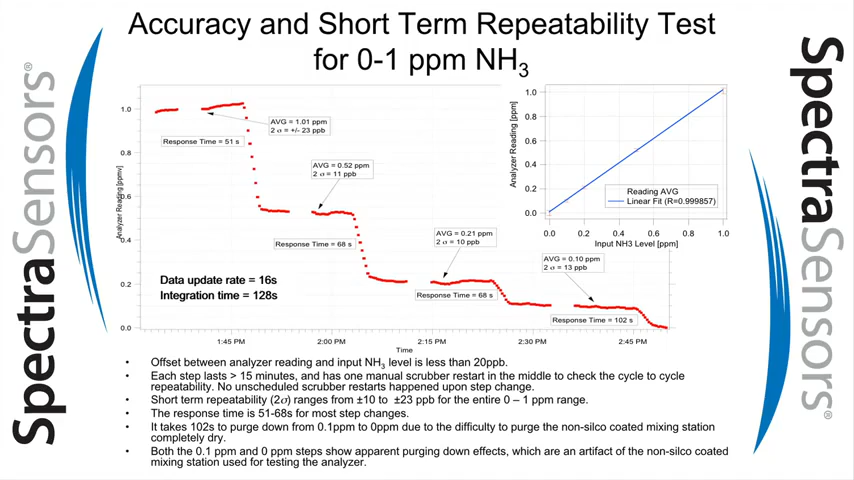 Accuracy and Short Term Repeatability Test
for 0-1 ppm NH3
SpectraSensors®
SpectraSensors®
Analyzer Reading [ppmv]
1.0
0.8
0.6
0.4
0.2
0.0
AVG = 1.01 ppm
2 σ = +/- 23 ppb
Response Time = 51 s
AVG = 0.52 ppm
2 σ = 11 ppb
Response Time = 68 s
AVG = 0.21 ppm
2 σ = 10 ppb
Response Time = 68 s
AVG = 0.10 ppm
2 σ = 13 ppb
Response Time = 102 s
Data update rate = 16s
Integration time = 128s
1:45 PM 2:00 PM 2:15 PM 2:30 PM 2:45 PM
Time
Analyzer Reading [ppm]
1.0
0.8
0.6
0.4
0.2
0.0
Reading AVG
Linear Fit (R=0.999857)
0.0 0.2 0.4 0.6 0.8 1.0
Input NH3 Level [ppm]
• Offset between analyzer reading and input NH3 level is less than 20ppb.
• Each step lasts > 15 minutes, and has one manual scrubber restart in the middle to check the cycle to cycle
repeatability. No unscheduled scrubber restarts happened upon step change.
• Short term repeatability (2σ) ranges from ±10 to ±23 ppb for the entire 0 – 1 ppm range.
• The response time is 51-68s for most step changes.
• It takes 102s to purge down from 0.1ppm to 0ppm due to the difficulty to purge the non-silco coated mixing station
completely dry.
• Both the 0.1 ppm and 0 ppm steps show apparent purging down effects, which are an artifact of the non-silco coated
mixing station used for testing the analyzer.